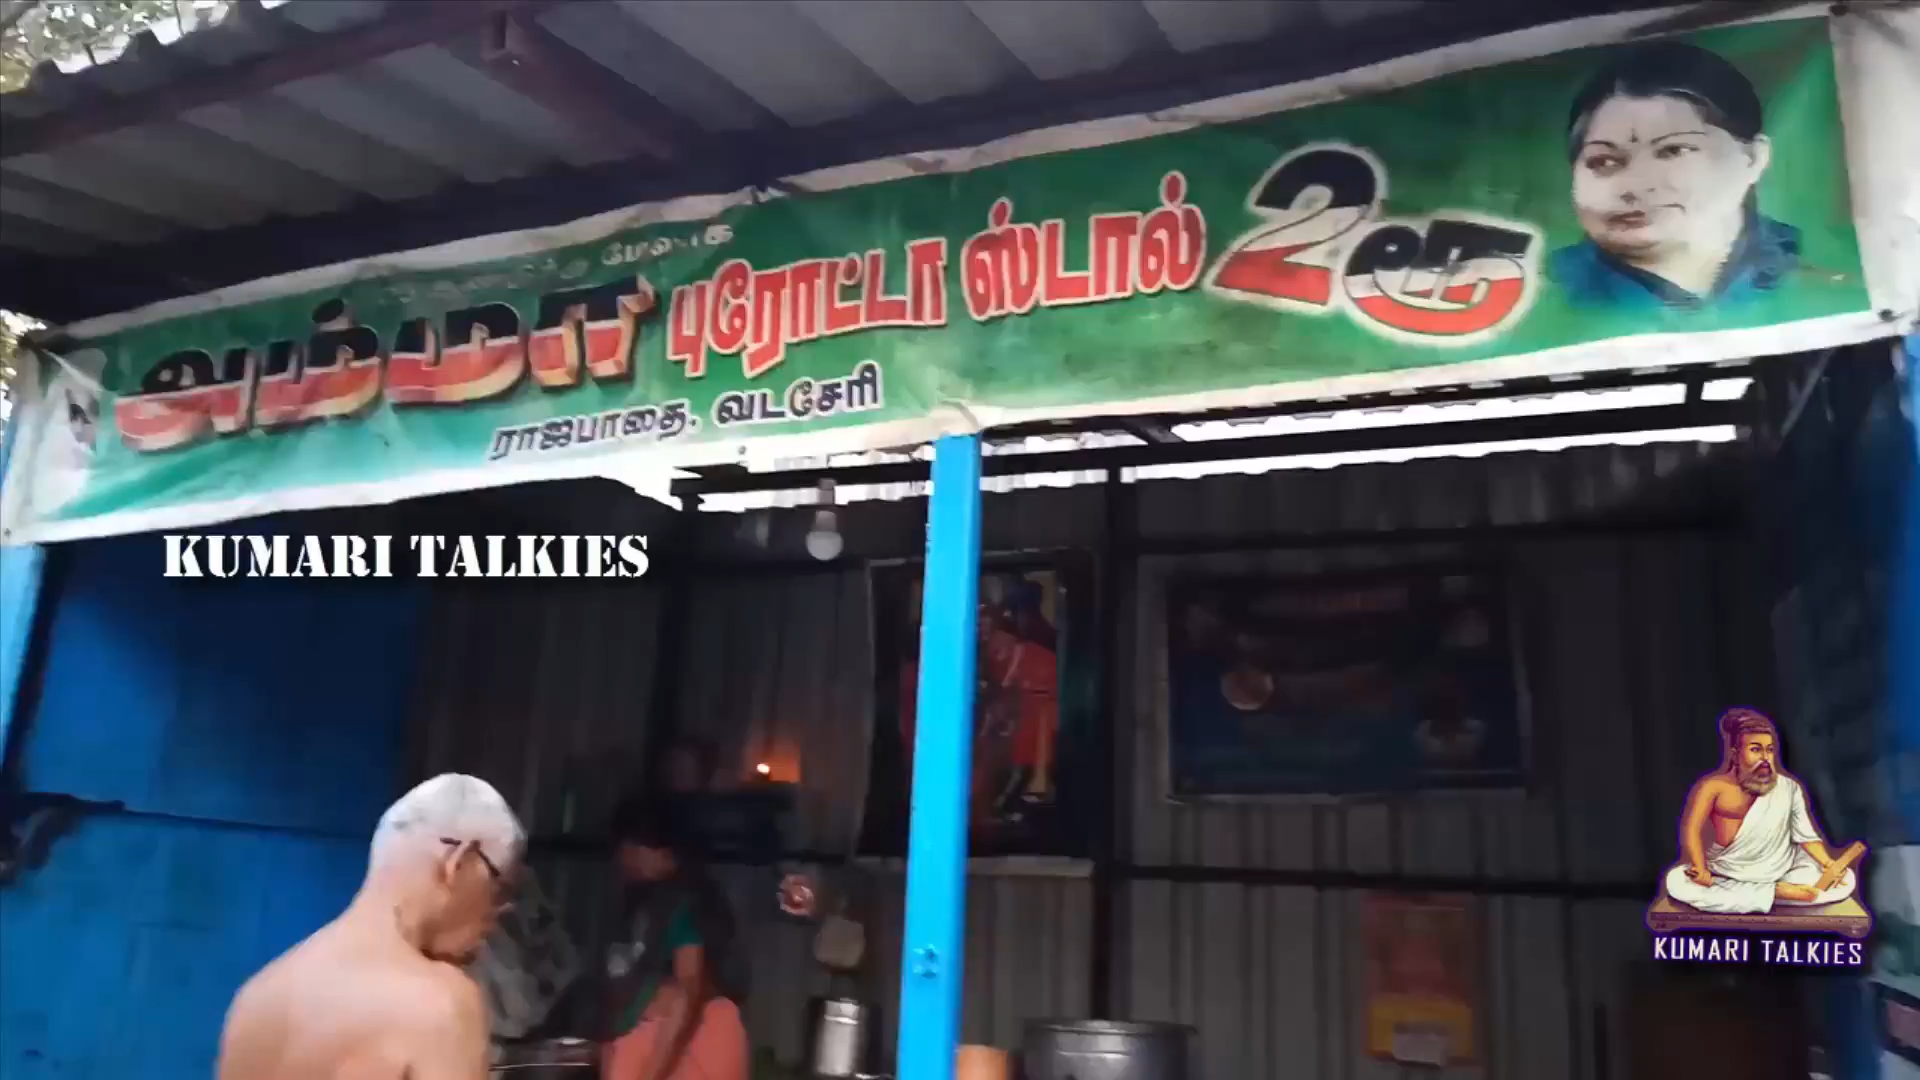 அம்மா புரோட்டா ஸ்டால் 2 ரூ
ராஜபாதை, வடசேரி
KUMARI TALKIES
KUMARI TALKIES